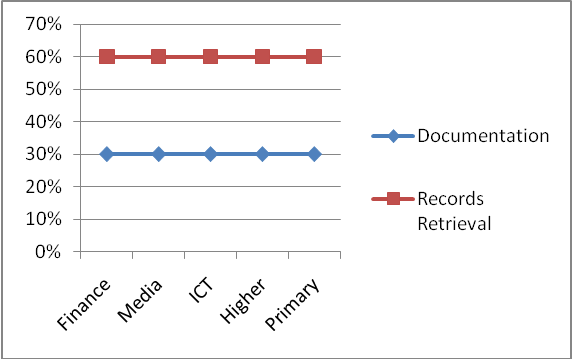 70%
60%
50%
40%
30%
20%
10%
0%
Finance
Media
ICT
Higher
Primary
Documentation
Records
Retrieval